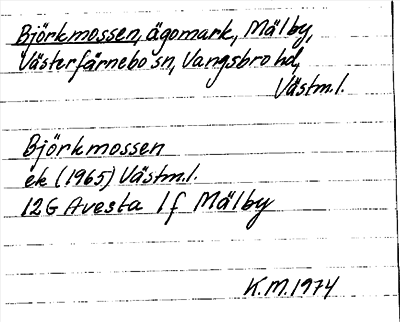 Björkmossen, ägomark, Mälby,
Västerfärnebo sn, Vangsbro hd,
Västm.l.
Björkmossen
ek (1965) Västm.l.
12G Avesta 1f Mälby
K.M.1974